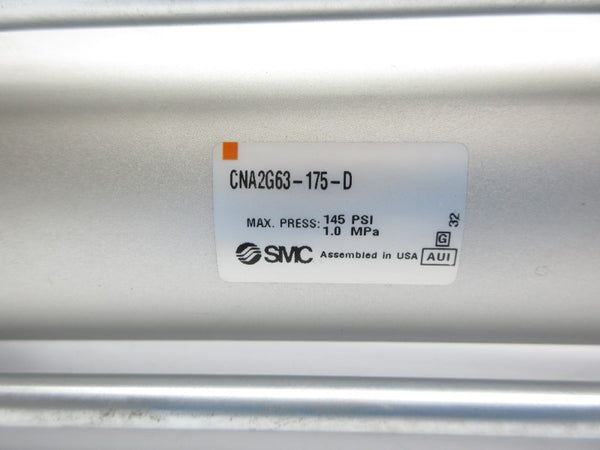 CNA2G63-175-D
MAX. PRESS: 145 PSI
1.0 MPa
32
G
SMC Assembled in USA AUI